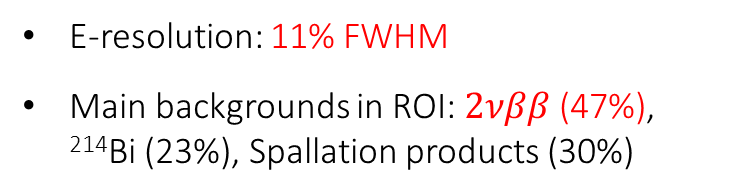 • E-resolution: 11% FWHM
• Main backgrounds in ROI: 2νββ (47%),
²¹⁴Bi (23%), Spallation products (30%)